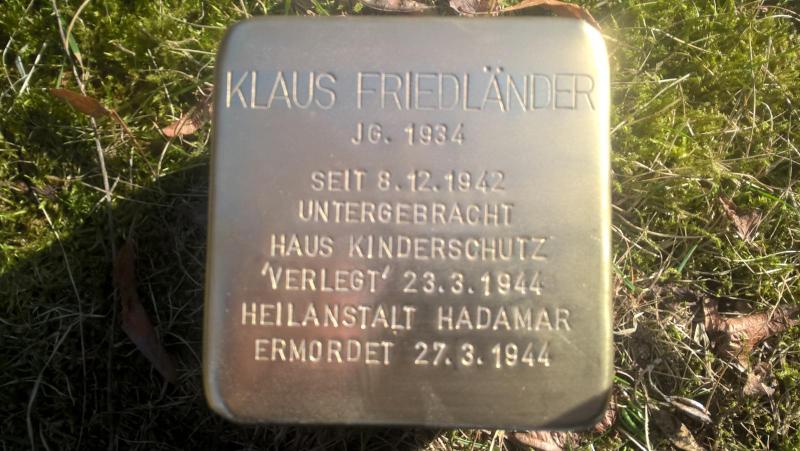 KLAUS FRIEDLÄNDER
JG. 1934
SEIT 8.12.1942
UNTERGEBRACHT
HAUS KINDERSCHUTZ
'VERLEGT' 23.3.1944
HEILANSTALT HADAMAR
ERMORDET 27.3.1944